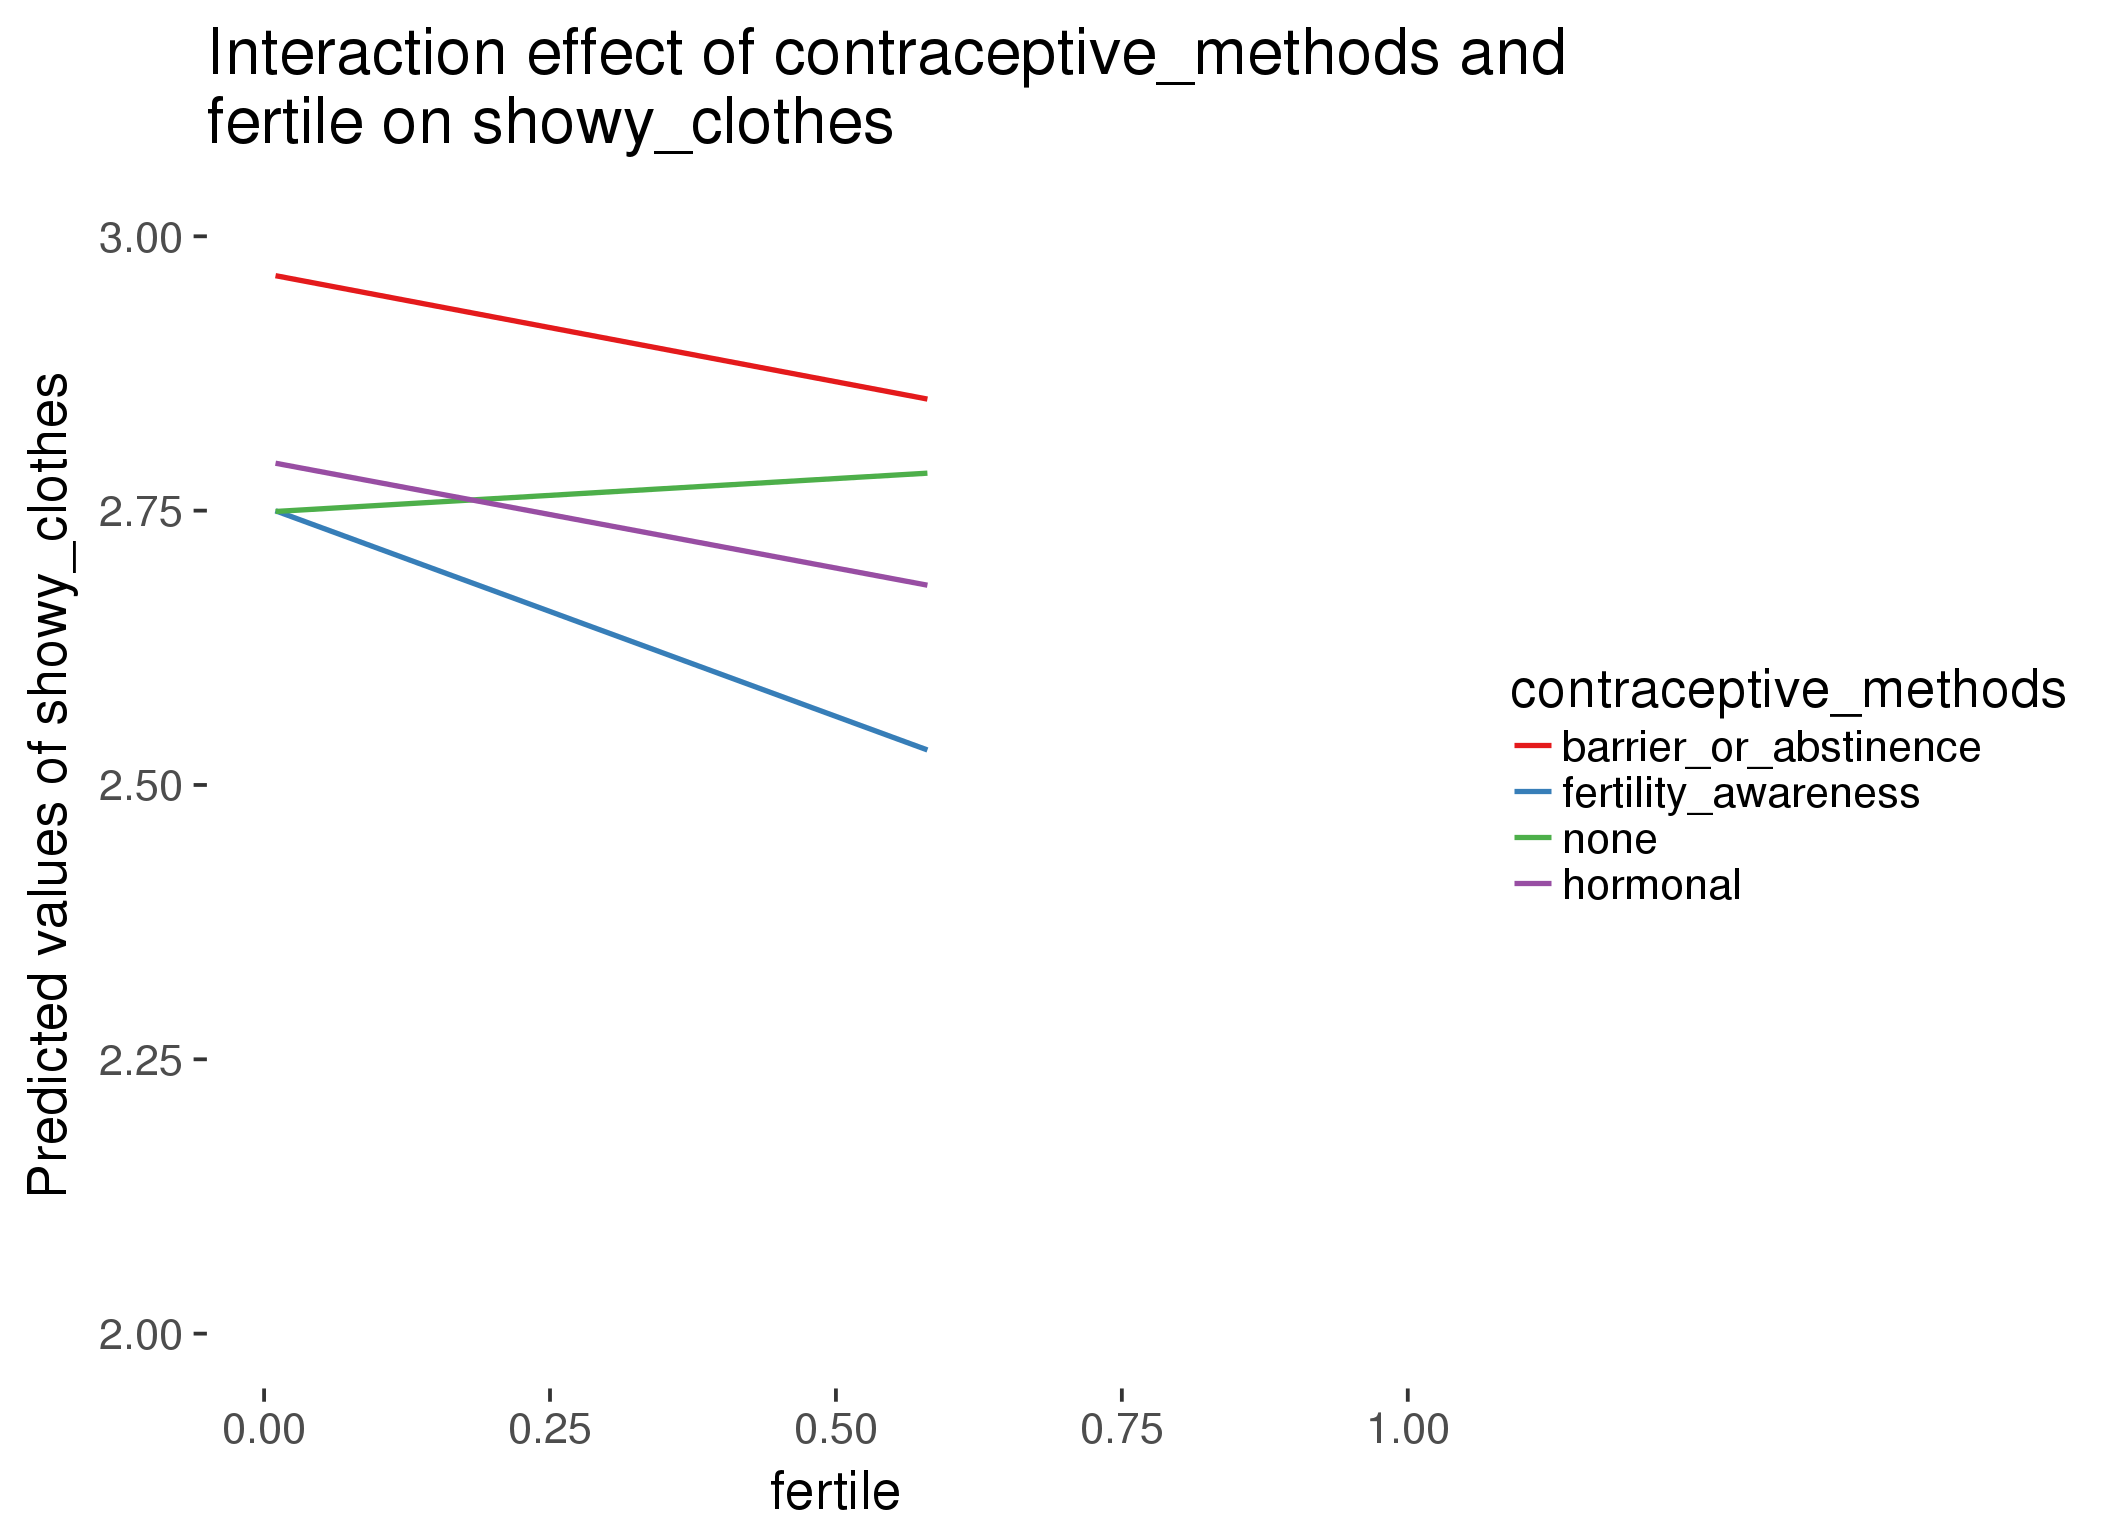 Interaction effect of contraceptive_methods and
fertile on showy_clothes
Predicted values of showy_clothes
3.00
2.75
2.50
2.25
2.00
0.00 0.25 0.50 0.75 1.00
fertile
contraceptive_methods
barrier_or_abstinence
fertility_awareness
none
hormonal